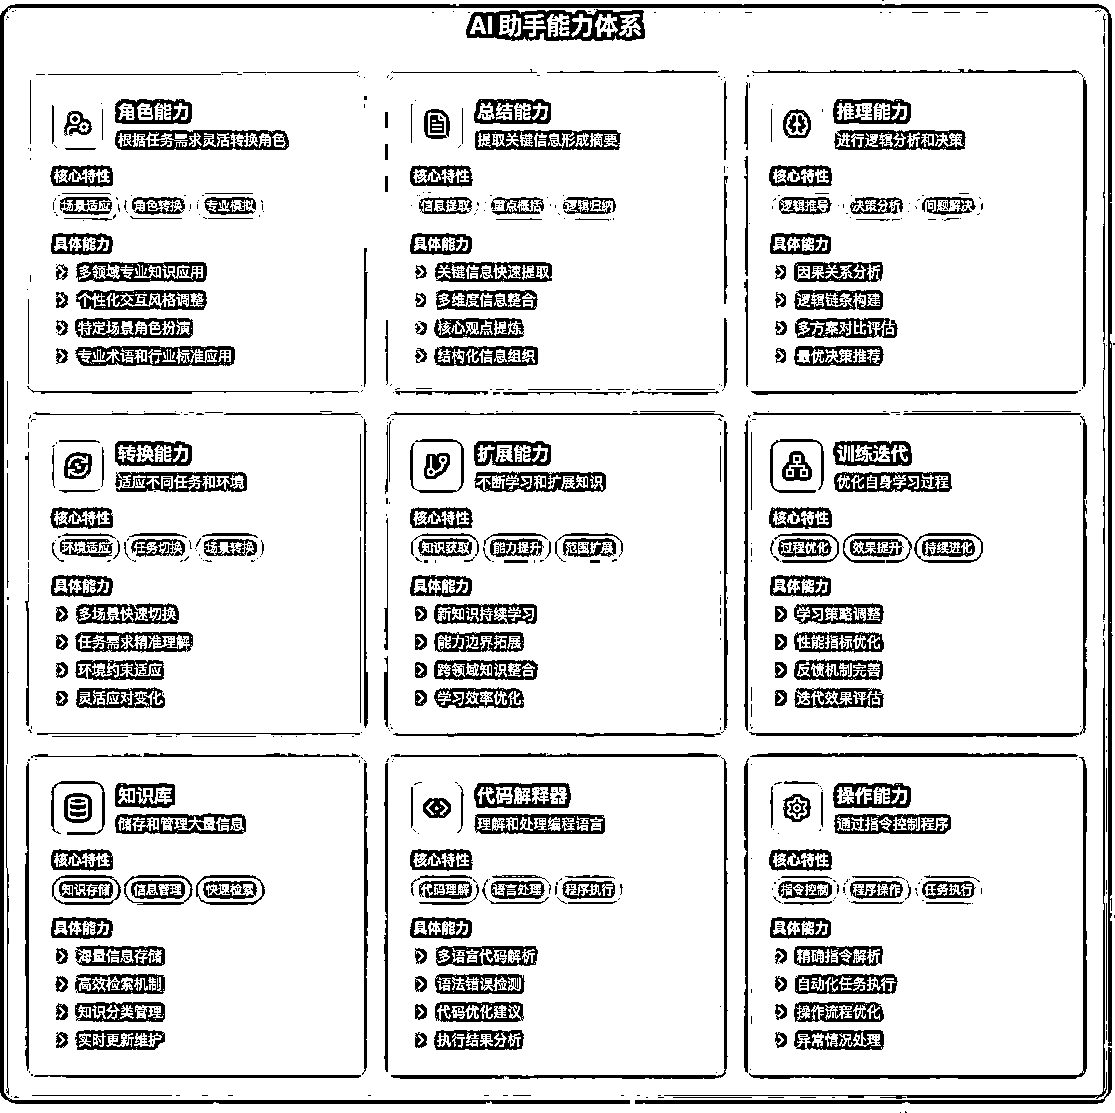 AI 助手能力体系
角色能力
根据任务需求灵活转换角色
核心特性
场景适应 角色转换 专业模拟
具体能力
多领域专业知识应用
个性化交互风格调整
特定场景角色扮演
专业术语和行业标准应用
总结能力
提取关键信息形成摘要
核心特性
信息提取 重点概括 逻辑归纳
具体能力
关键信息快速提取
多维度信息整合
核心观点提炼
结构化信息组织
推理能力
进行逻辑分析和决策
核心特性
逻辑推导 决策分析 问题解决
具体能力
因果关系分析
逻辑链条构建
多方案对比评估
最优决策推荐
转换能力
适应不同任务和环境
核心特性
环境适应 任务切换 场景转换
具体能力
多场景快速切换
任务需求精准理解
环境约束适应
灵活应对变化
扩展能力
不断学习和扩展知识
核心特性
知识获取 能力提升 范围扩展
具体能力
新知识持续学习
能力边界拓展
跨领域知识整合
学习效率优化
训练迭代
优化自身学习过程
核心特性
过程优化 效果提升 持续进化
具体能力
学习策略调整
性能指标优化
反馈机制完善
迭代效果评估
知识库
储存和管理大量信息
核心特性
知识存储 信息管理 快速检索
具体能力
海量信息存储
高效检索机制
知识分类管理
实时更新维护
代码解释器
理解和处理编程语言
核心特性
代码理解 语言处理 程序执行
具体能力
多语言代码解析
语法错误检测
代码优化建议
执行结果分析
操作能力
通过指令控制程序
核心特性
指令控制 程序操作 任务执行
具体能力
精确指令解析
自动化任务执行
操作流程优化
异常情况处理